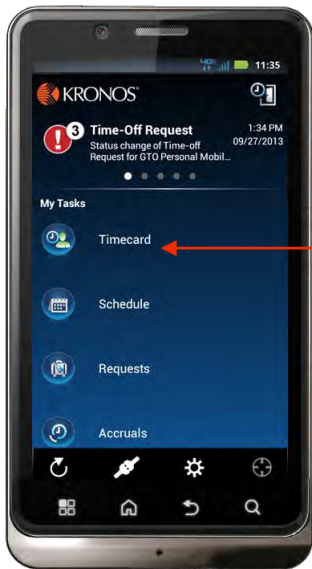 4G
11:35
KRONOS
3
Time-Off Request
1:34 PM
Status change of Time-off
09/27/2013
Request for GTO Personal Mobil...
My Tasks
Timecard
Schedule
Requests
Accruals